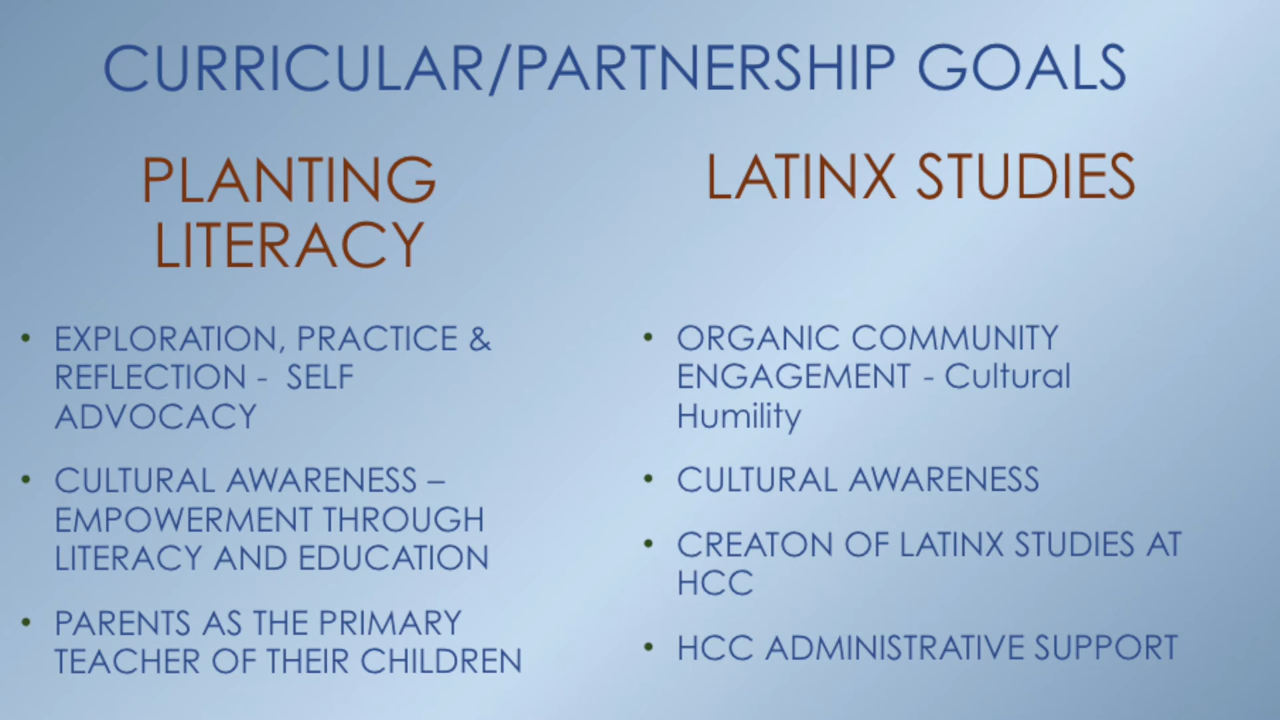 CURRICULAR/PARTNERSHIP GOALS
PLANTING
LITERACY
• EXPLORATION, PRACTICE &
REFLECTION - SELF
ADVOCACY
• CULTURAL AWARENESS –
EMPOWERMENT THROUGH
LITERACY AND EDUCATION
• PARENTS AS THE PRIMARY
TEACHER OF THEIR CHILDREN
LATINX STUDIES
• ORGANIC COMMUNITY
ENGAGEMENT - Cultural
Humility
• CULTURAL AWARENESS
• CREATON OF LATINX STUDIES AT
HCC
• HCC ADMINISTRATIVE SUPPORT